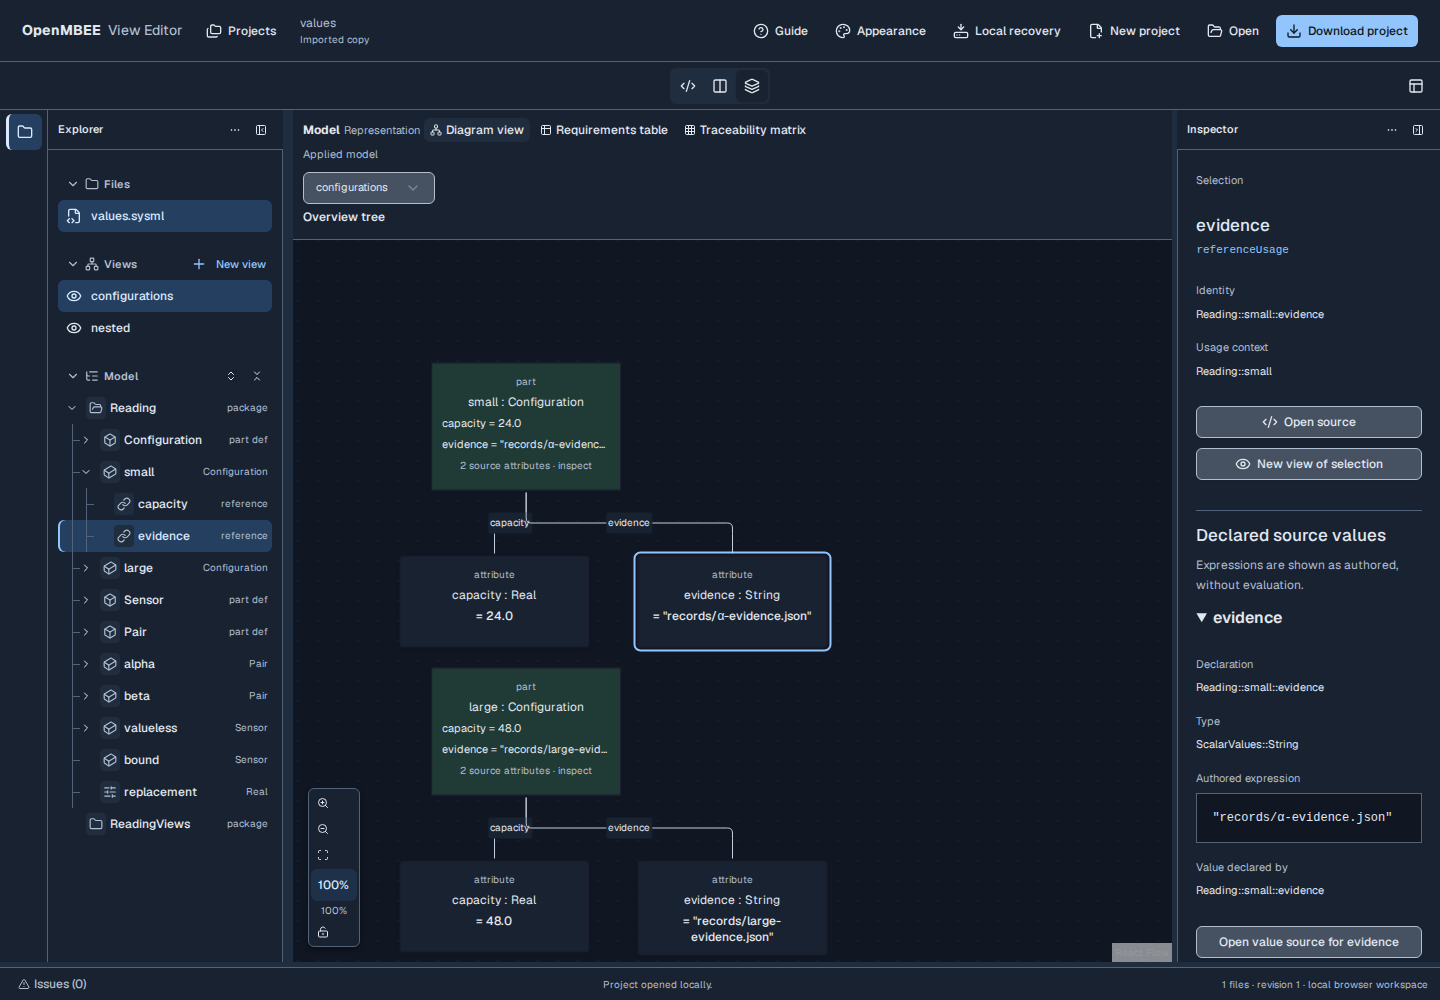 OpenMBEE View Editor
Projects
values
Imported copy
Guide
Appearance
Local recovery
New project
Open
Download project
Explorer
Files
values.sysml
Views
New view
configurations
nested
Model
Reading package
Configuration part def
small Configuration
capacity reference
evidence reference
large Configuration
Sensor part def
Pair part def
alpha Pair
beta Pair
valueless Sensor
bound Sensor
replacement Real
ReadingViews package
Model Representation Diagram view Requirements table Traceability matrix
Applied model
configurations
Overview tree
part
small : Configuration
capacity = 24.0
evidence = "records/α-evidenc...
2 source attributes · inspect
capacity
evidence
attribute
capacity : Real
= 24.0
attribute
evidence : String
= "records/α-evidence.json"
part
large : Configuration
capacity = 48.0
evidence = "records/large-evid...
2 source attributes · inspect
capacity
evidence
attribute
capacity : Real
= 48.0
attribute
evidence : String
= "records/large-
evidence.json"
100%
100%
Inspector
Selection
evidence
referenceUsage
Identity
Reading::small::evidence
Usage context
Reading::small
Open source
New view of selection
Declared source values
Expressions are shown as authored,
without evaluation.
evidence
Declaration
Reading::small::evidence
Type
ScalarValues::String
Authored expression
"records/α-evidence.json"
Value declared by
Reading::small::evidence
Open value source for evidence
Issues (0)
Project opened locally.
1 files · revision 1 · local browser workspace